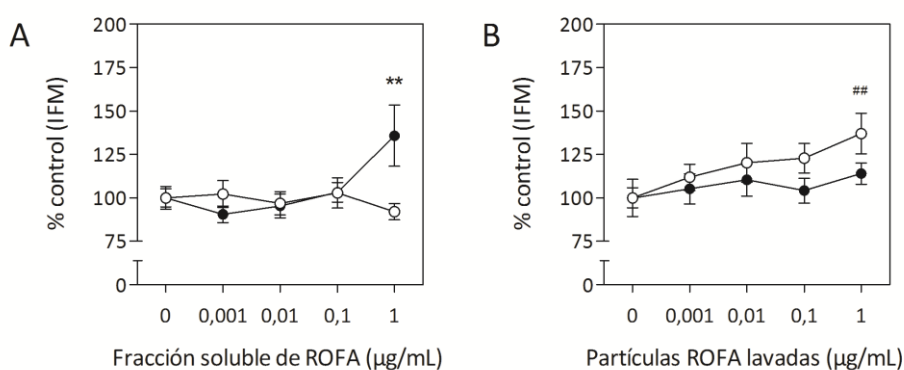 A
% control (IFM)
200
175
150
125
100
75
0
**
0 0,001 0,01 0,1 1
Fracción soluble de ROFA (µg/mL)
B
% control (IFM)
200
175
150
125
100
75
0
##
0 0,001 0,01 0,1 1
Partículas ROFA lavadas (µg/mL)